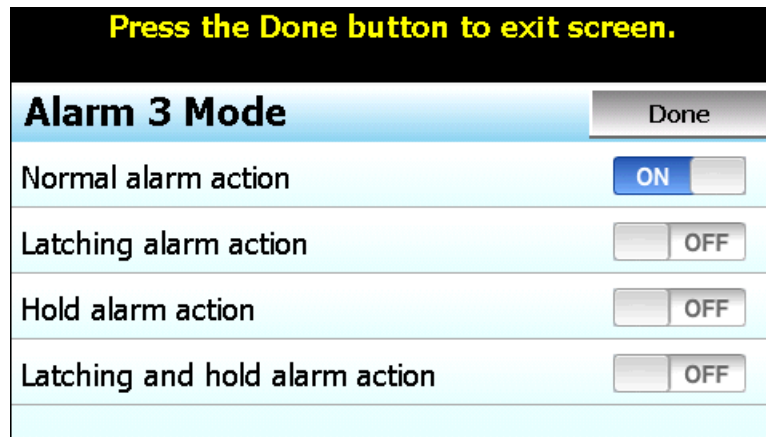 Press the Done button to exit screen.
Alarm 3 Mode Done
Normal alarm action ON
Latching alarm action OFF
Hold alarm action OFF
Latching and hold alarm action OFF